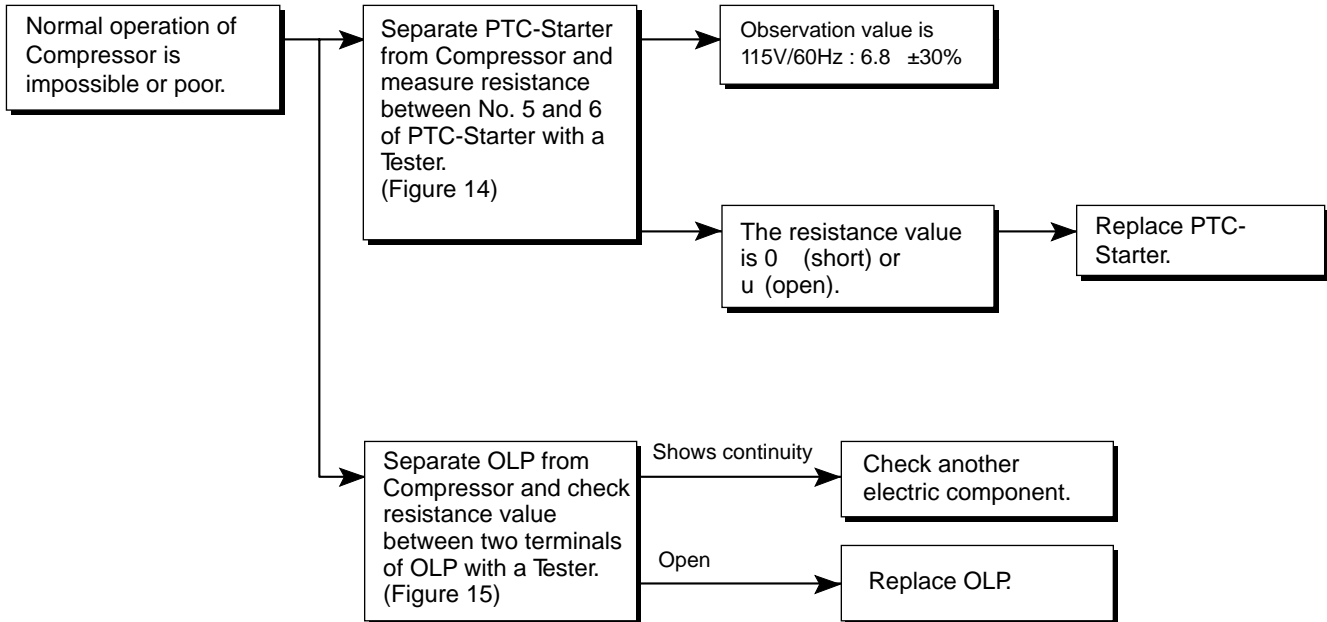 Normal operation of
Compressor is
impossible or poor.
Separate PTC-Starter
from Compressor and
measure resistance
between No. 5 and 6
of PTC-Starter with a
Tester.
(Figure 14)
Observation value is
115V/60Hz : 6.8 ±30%
The resistance value
is 0 (short) or
u (open).
Replace PTC-
Starter.
Separate OLP from
Compressor and check
resistance value
between two terminals
of OLP with a Tester.
(Figure 15)
Shows continuity
Check another
electric component.
Open
Replace OLP.